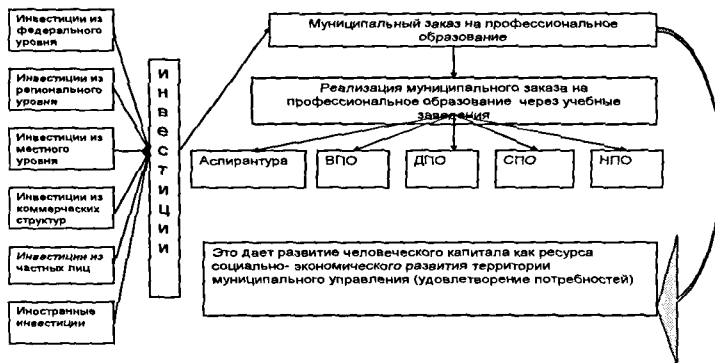 Инвестиции из
федерального
уровня
Инвестиции из
регионального
уровня
Инвестиции из
местного
уровня
Инвестиции из
коммерческих
структур
Инвестиции из
частных лиц
Иностранные
инвестиции
И
Н
В
Е
С
Т
И
Ц
И
И
Муниципальный заказ на профессиональное
образование
Реализация муниципального заказа на
профессиональное образование через учебные
заведения
Аспирантура
ВПО
ДПО
СПО
НПО
Это дает развитие человеческого капитала как ресурса
социально- экономического развития территории
муниципального управления (удовлетворение потребностей)